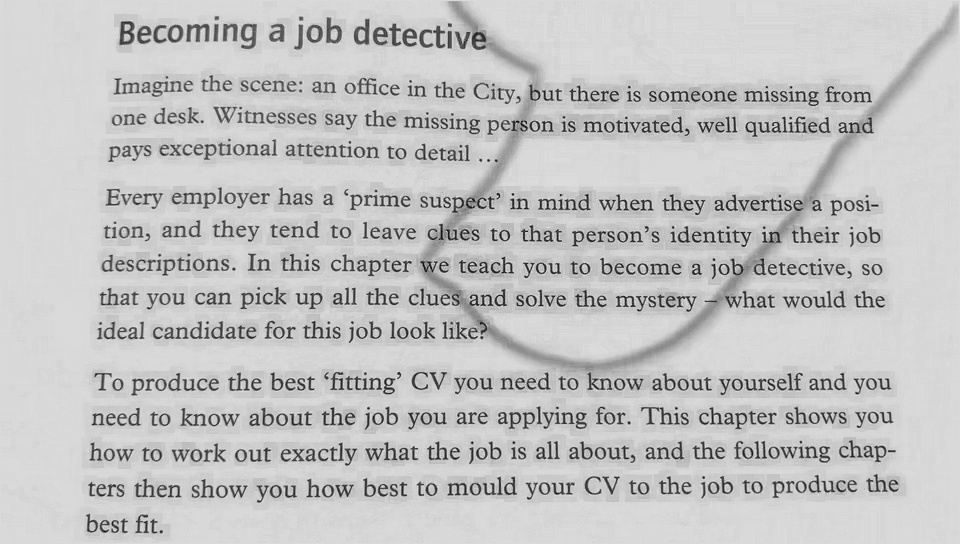 Becoming a job detective
Imagine the scene: an office in the City, but there is someone missing from
one desk. Witnesses say the missing person is motivated, well qualified and
pays exceptional attention to detail ...
Every employer has a ‘prime suspect’ in mind when they advertise a posi-
tion, and they tend to leave clues to that person’s identity in their job
descriptions. In this chapter we teach you to become a job detective, so
that you can pick up all the clues and solve the mystery – what would the
ideal candidate for this job look like?
To produce the best ‘fitting’ CV you need to know about yourself and you
need to know about the job you are applying for. This chapter shows you
how to work out exactly what the job is all about, and the following chap-
ters then show you how best to mould your CV to the job to produce the
best fit.